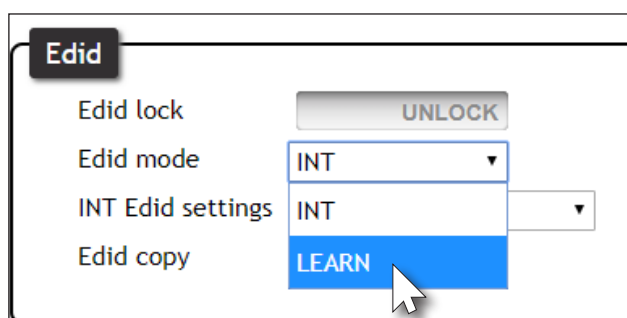 Edid
Edid lock UNLOCK
Edid mode INT
INT Edid settings INT
Edid copy LEARN